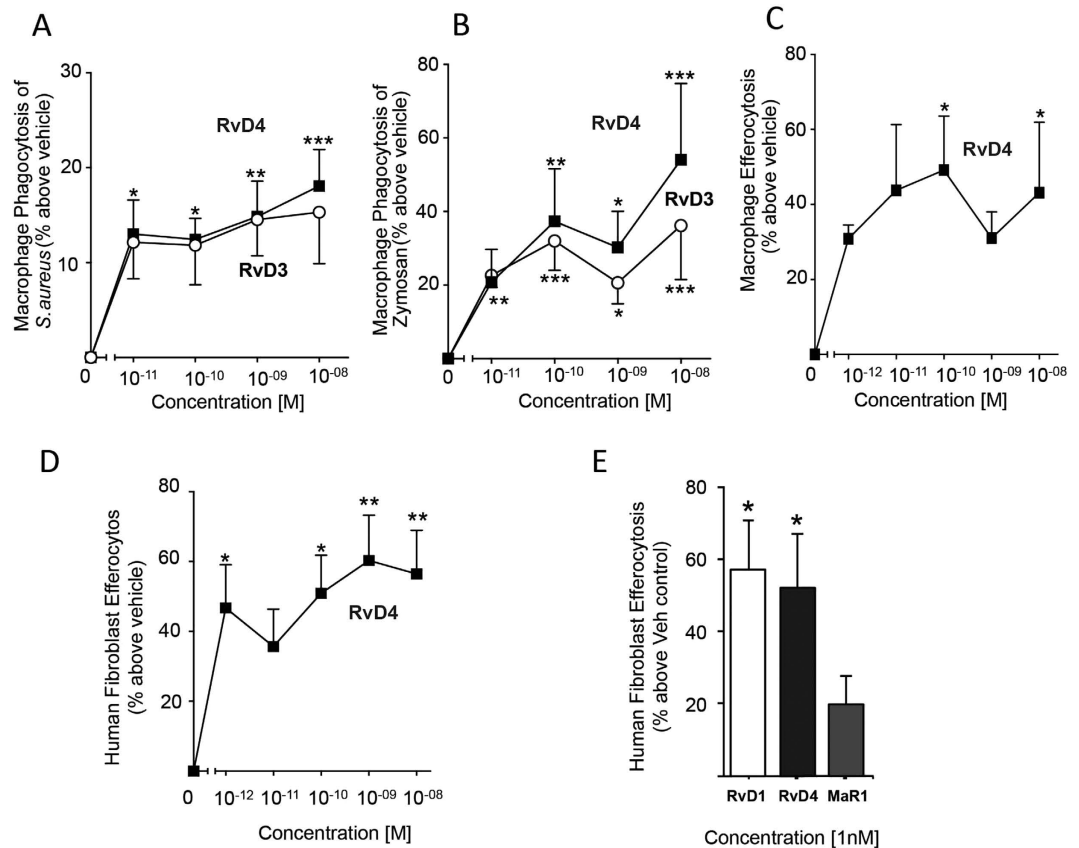 A
Macrophage Phagocytosis of
S.aureus (% above vehicle)
30
20
10
RvD4
RvD3
*
*
**
***
0
10-11
10-10
10-09
10-08
Concentration [M]
B
Macrophage Phagocytosis of
Zymosan (% above vehicle)
80
60
40
20
RvD4
RvD3
***
**
*
**
***
*
***
0
10-11
10-10
10-09
10-08
Concentration [M]
C
Macrophage Efferocytosis
(% above vehicle)
80
60
40
20
*
*
RvD4
0
10-12
10-11
10-10
10-09
10-08
Concentration [M]
D
Human Fibroblast Efferocytos
(% above vehicle)
80
60
40
20
*
*
**
**
RvD4
0
10-12
10-11
10-10
10-09
10-08
Concentration [M]
E
Human Fibroblast Efferocytosis
(% above Veh control)
80
60
40
20
0
*
*
RvD1 RvD4 MaR1
Concentration [1nM]